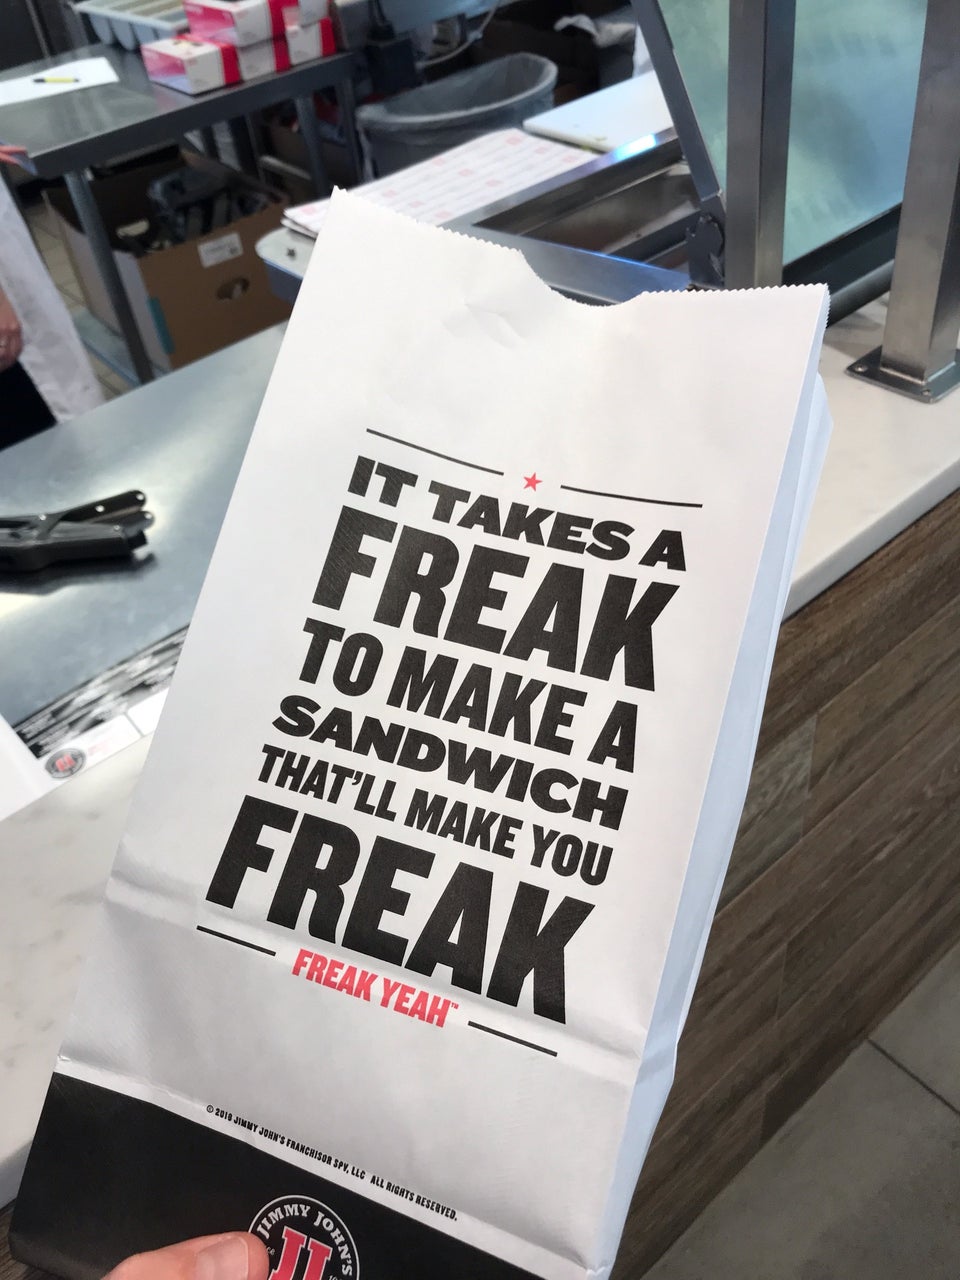 IT TAKES A
FREAK
TO MAKE A
SANDWICH
THAT'LL MAKE YOU
FREAK
FREAK YEAH™
© 2018 JIMMY JOHN'S FRANCHISOR SPV, LLC ALL RIGHTS RESERVED.
JIMMY JOHN'S
JJ